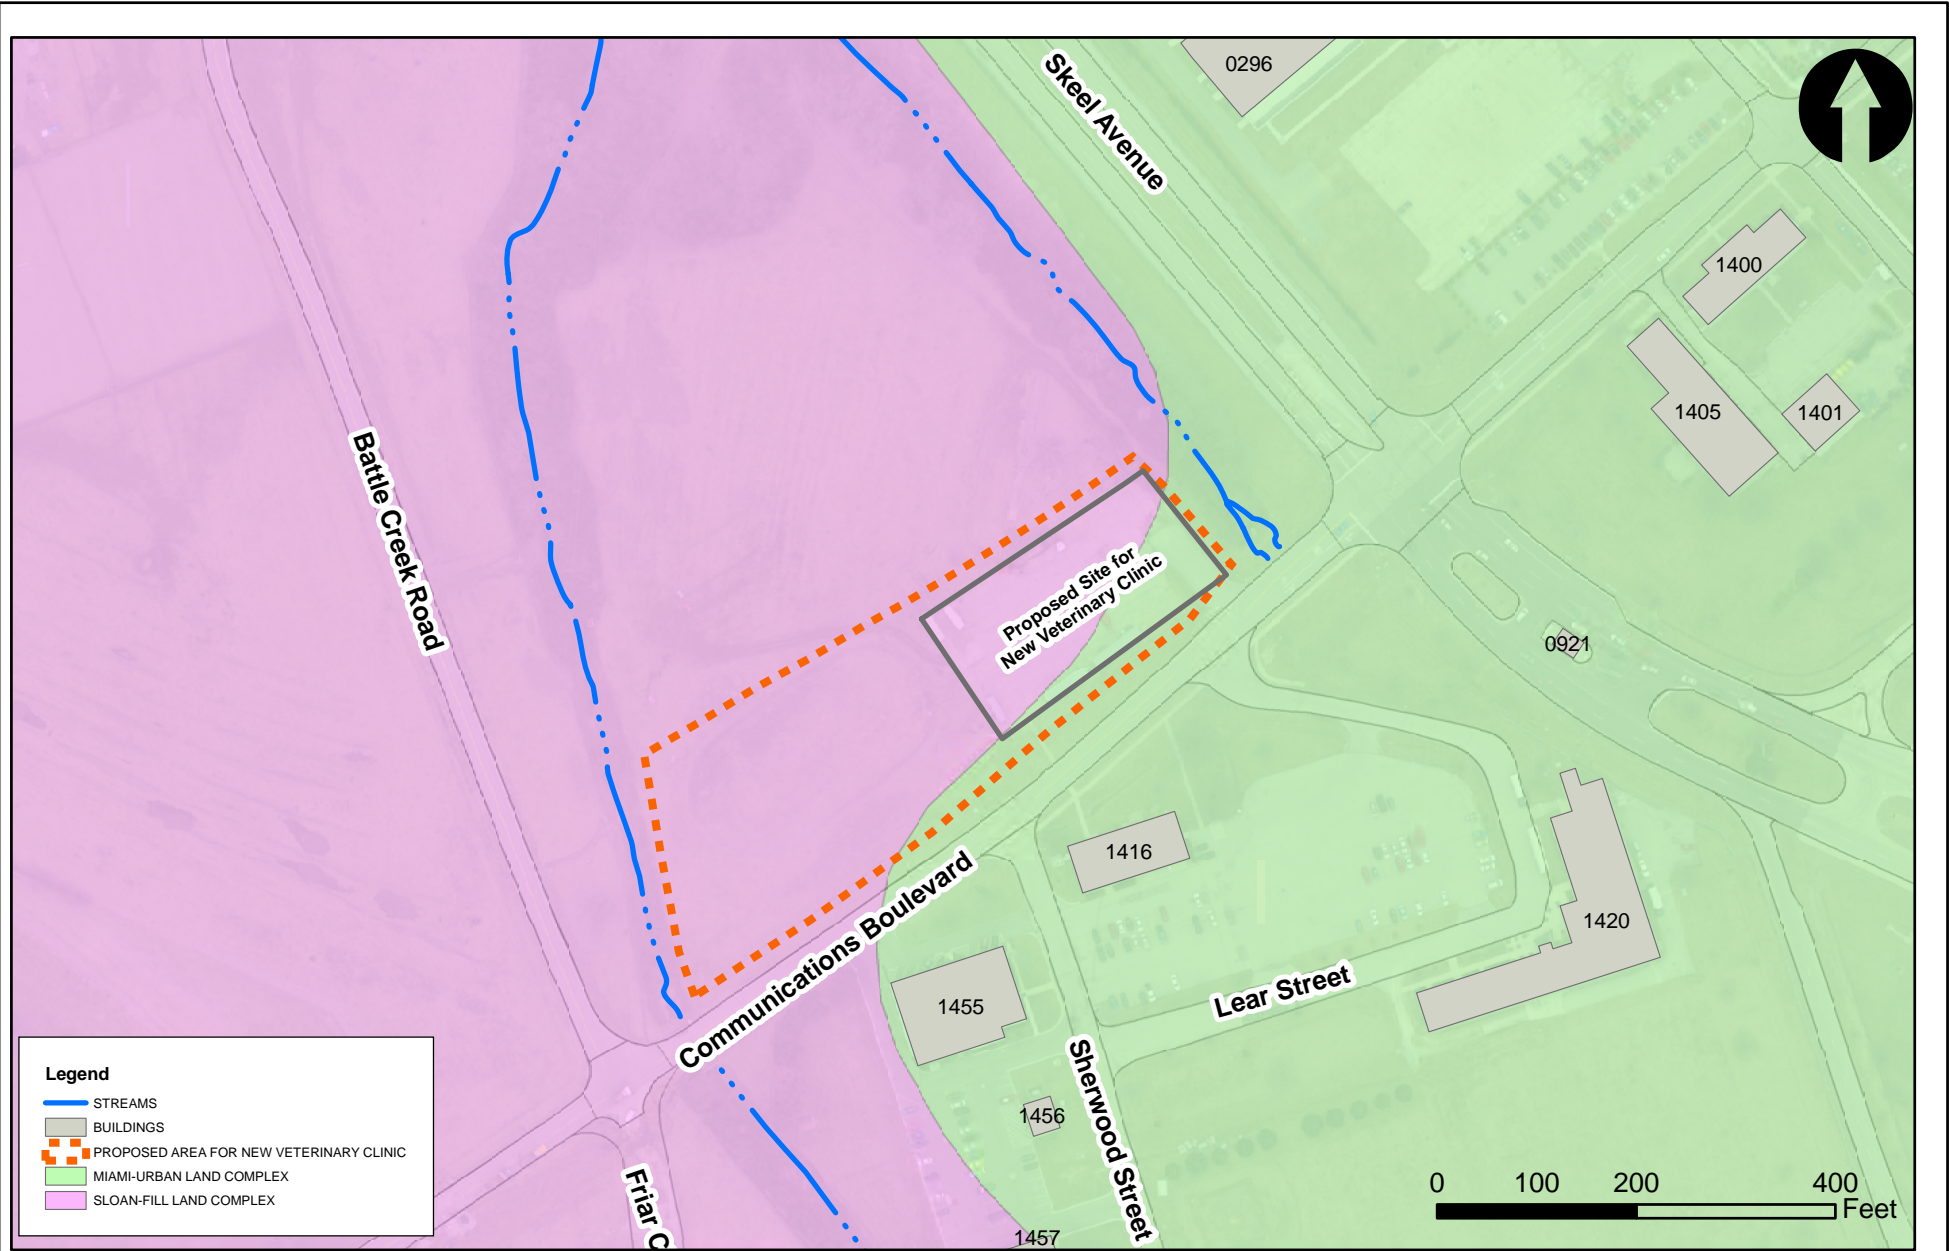 Skeel Avenue
0296
1400
1405
1401
Battle Creek Road
Proposed Site for
New Veterinary Clinic
0921
1416
1420
Communications Boulevard
1455
Lear Street
1456
Sherwood Street
Friar C
1457
Legend
STREAMS
BUILDINGS
PROPOSED AREA FOR NEW VETERINARY CLINIC
MIAMI-URBAN LAND COMPLEX
SLOAN-FILL LAND COMPLEX
0 100 200 400
Feet